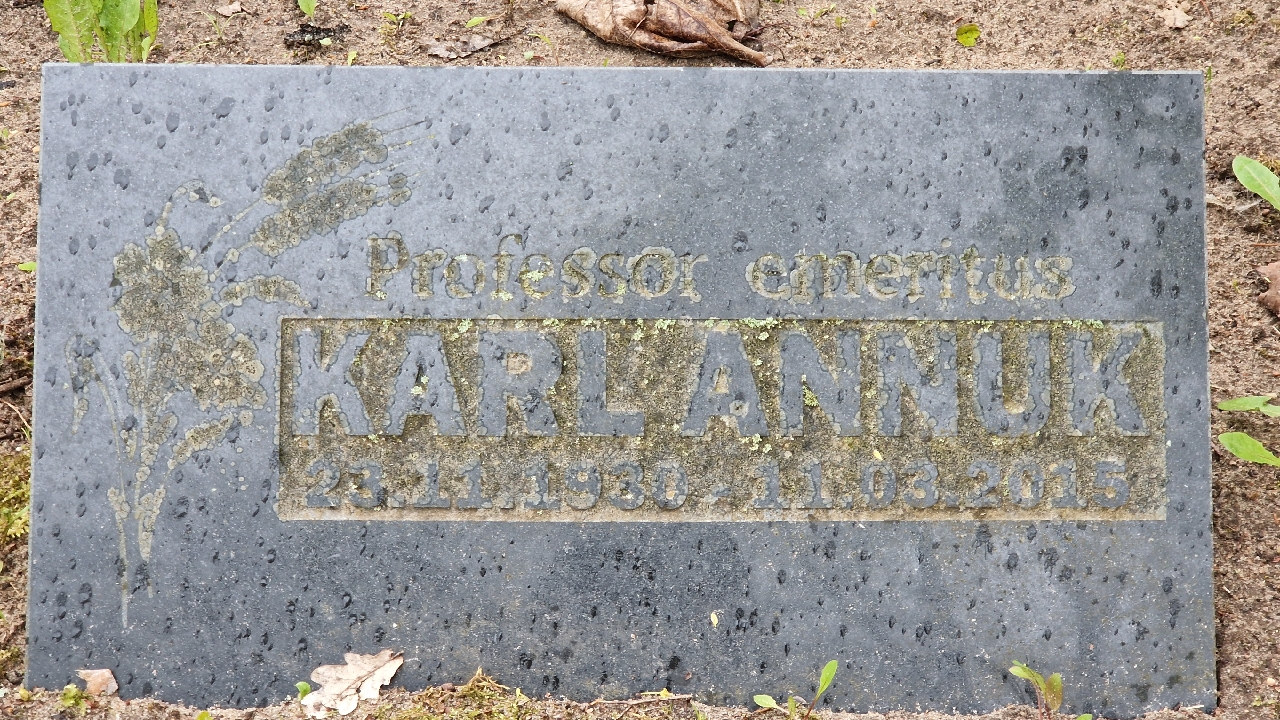 Professor emeritus
KARL ANNUK
23.11.1930 - 11.03.2015